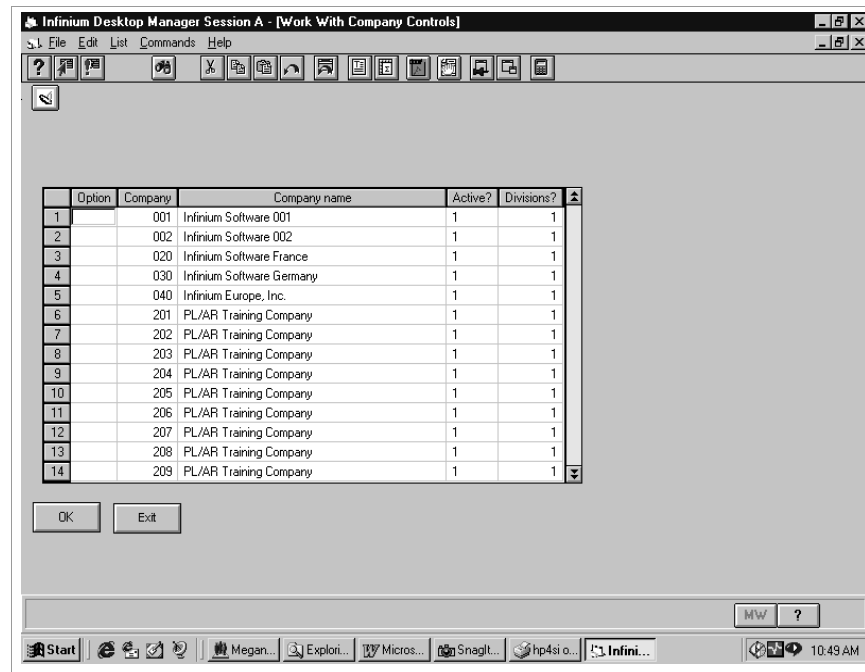 Infinium Desktop Manager Session A - [Work With Company Controls]
File Edit List Commands Help
Option Company Company name Active? Divisions?
1 001 Infinium Software 001 1 1
2 002 Infinium Software 002 1 1
3 020 Infinium Software France 1 1
4 030 Infinium Software Germany 1 1
5 040 Infinium Europe, Inc. 1 1
6 201 PL/AR Training Company 1 1
7 202 PL/AR Training Company 1 1
8 203 PL/AR Training Company 1 1
9 204 PL/AR Training Company 1 1
10 205 PL/AR Training Company 1 1
11 206 PL/AR Training Company 1 1
12 207 PL/AR Training Company 1 1
13 208 PL/AR Training Company 1 1
14 209 PL/AR Training Company 1 1
OK Exit
MW ?
Start Megan... Explori... Micros... SnagIt... hp4si o... Infini... 10:49 AM